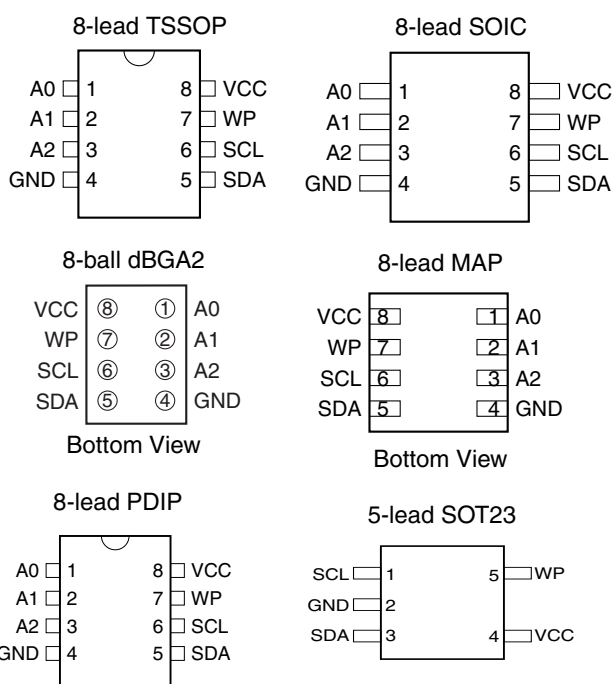 8-lead TSSOP
A0 1 8 VCC
A1 2 7 WP
A2 3 6 SCL
GND 4 5 SDA
8-lead SOIC
A0 1 8 VCC
A1 2 7 WP
A2 3 6 SCL
GND 4 5 SDA
8-ball dBGA2
VCC 8 1 A0
WP 7 2 A1
SCL 6 3 A2
SDA 5 4 GND
Bottom View
8-lead MAP
VCC 8 1 A0
WP 7 2 A1
SCL 6 3 A2
SDA 5 4 GND
Bottom View
8-lead PDIP
A0 1 8 VCC
A1 2 7 WP
A2 3 6 SCL
GND 4 5 SDA
5-lead SOT23
SCL 1 5 WP
GND 2
SDA 3 4 VCC